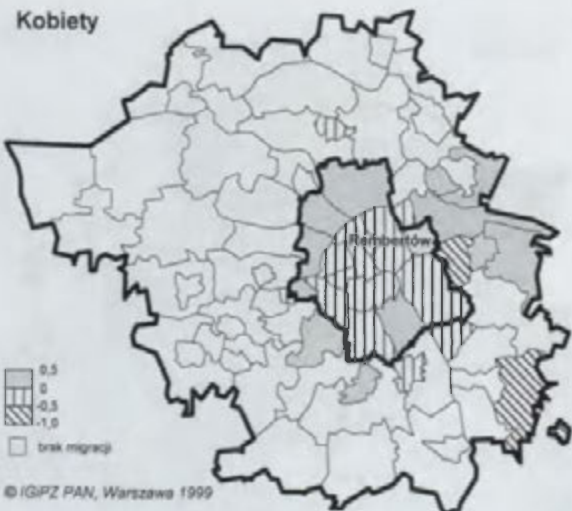 Kobiety
Rembertów
0,5
0
-0,5
-1,0
brak migracji
© IGiPZ PAN, Warszawa 1999